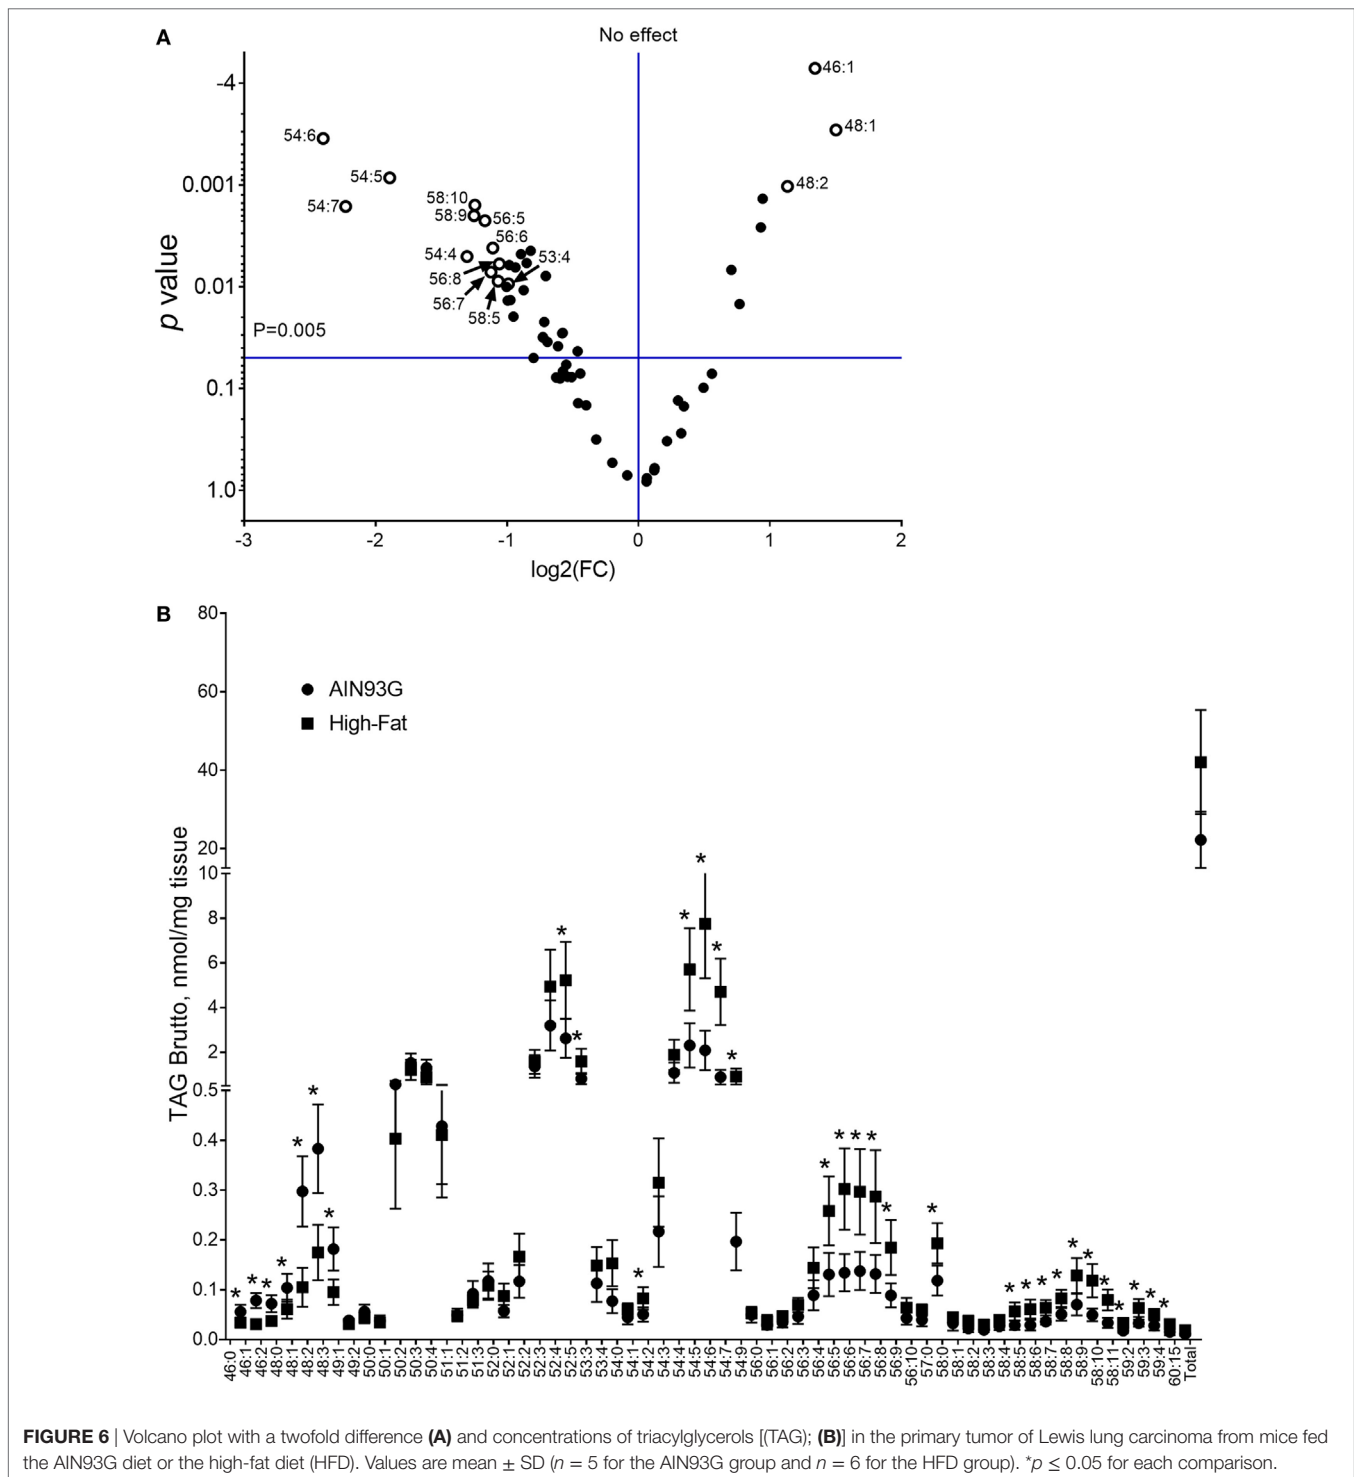 A
No effect
-4
0.001
0.01
0.1
1.0
p value
P=0.005
46:1
48:1
48:2
54:6
54:5
54:7
58:10
58:9
56:5
56:6
54:4
53:4
56:8
56:7
58:5
-3 -2 -1 0 1 2
log2(FC)
B
80
60
40
20
10
8
6
4
2
0.5
0.4
0.3
0.2
0.1
0.0
TAG Brutto, nmol/mg tissue
AIN93G
High-Fat
* * * * * * * * * * * * * * * * * * * * * * * * * * * * * * *
46:0 46:1 46:2 48:0 48:1 48:2 48:3 49:1 49:2 50:0 50:1 50:2 50:3 50:4 51:1 51:2 51:3 52:0 52:1 52:2 52:3 52:4 52:5 53:3 53:4 54:0 54:1 54:2 54:3 54:4 54:5 54:6 54:7 54:9 56:0 56:1 56:2 56:3 56:4 56:5 56:6 56:7 56:8 56:9 56:10 57:0 58:0 58:1 58:2 58:3 58:4 58:5 58:6 58:7 58:8 58:9 58:10 58:11 59:2 59:3 59:4 60:15 Total
FIGURE 6 | Volcano plot with a twofold difference (A) and concentrations of triacylglycerols [(TAG); (B)] in the primary tumor of Lewis lung carcinoma from mice fed
the AIN93G diet or the high-fat diet (HFD). Values are mean ± SD (n = 5 for the AIN93G group and n = 6 for the HFD group). *p ≤ 0.05 for each comparison.